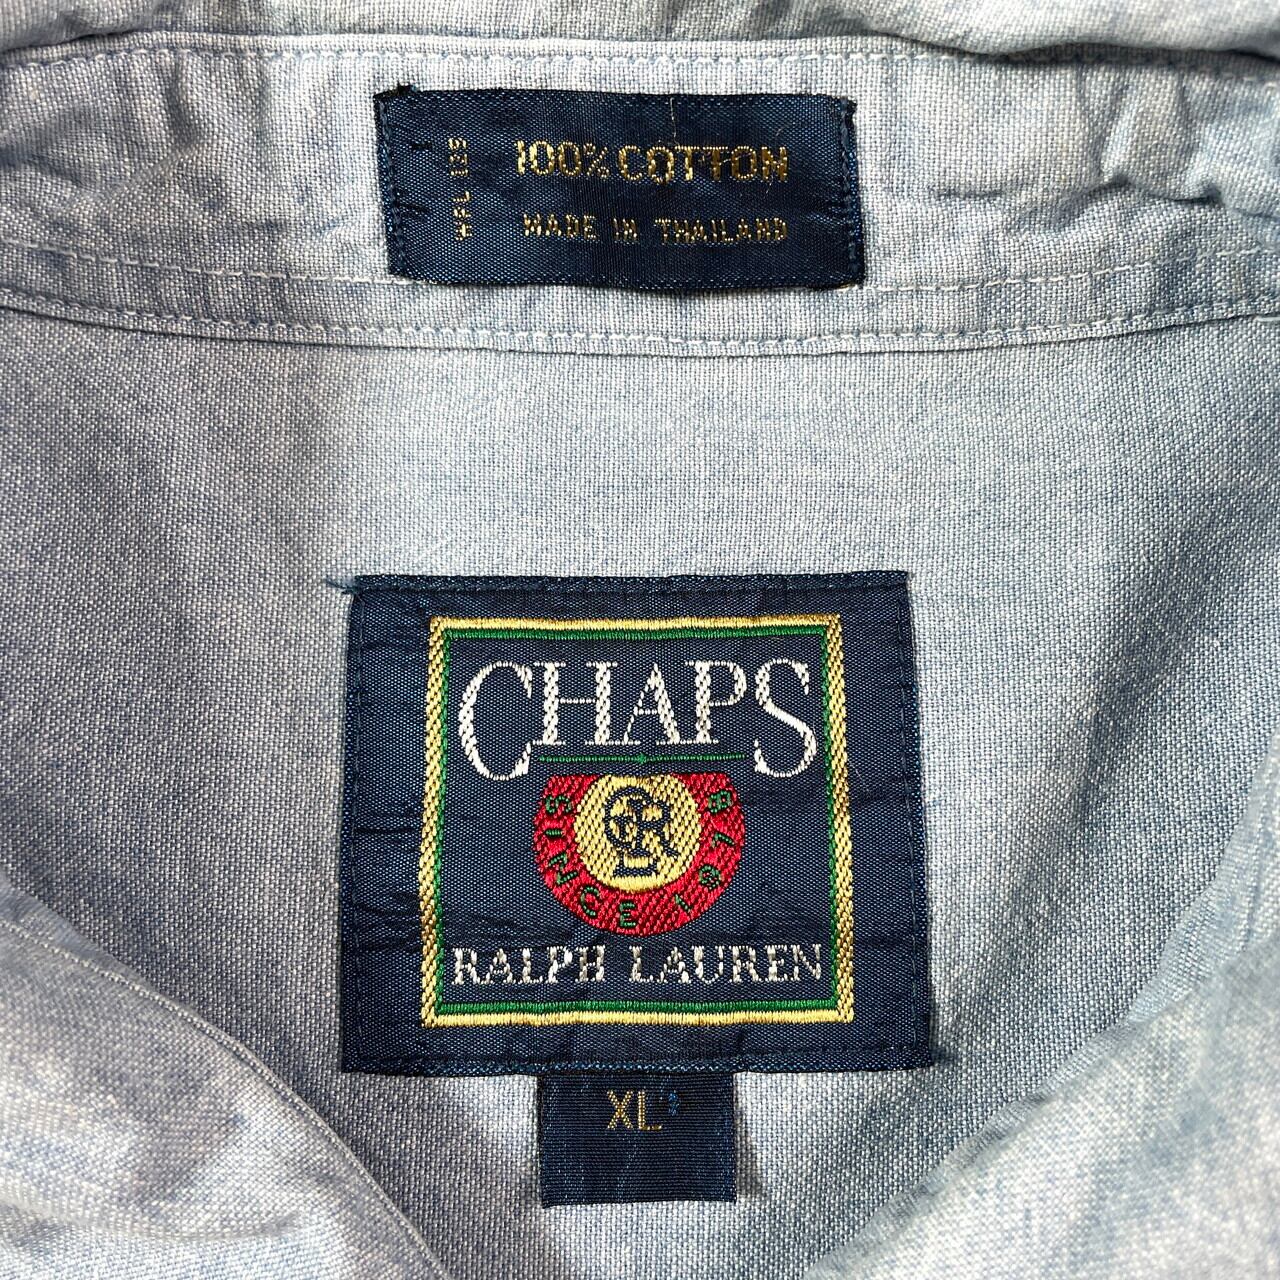 100% COTTON
MADE IN THAILAND
CHAPS
SINCE 1978
RALPH LAUREN
XL